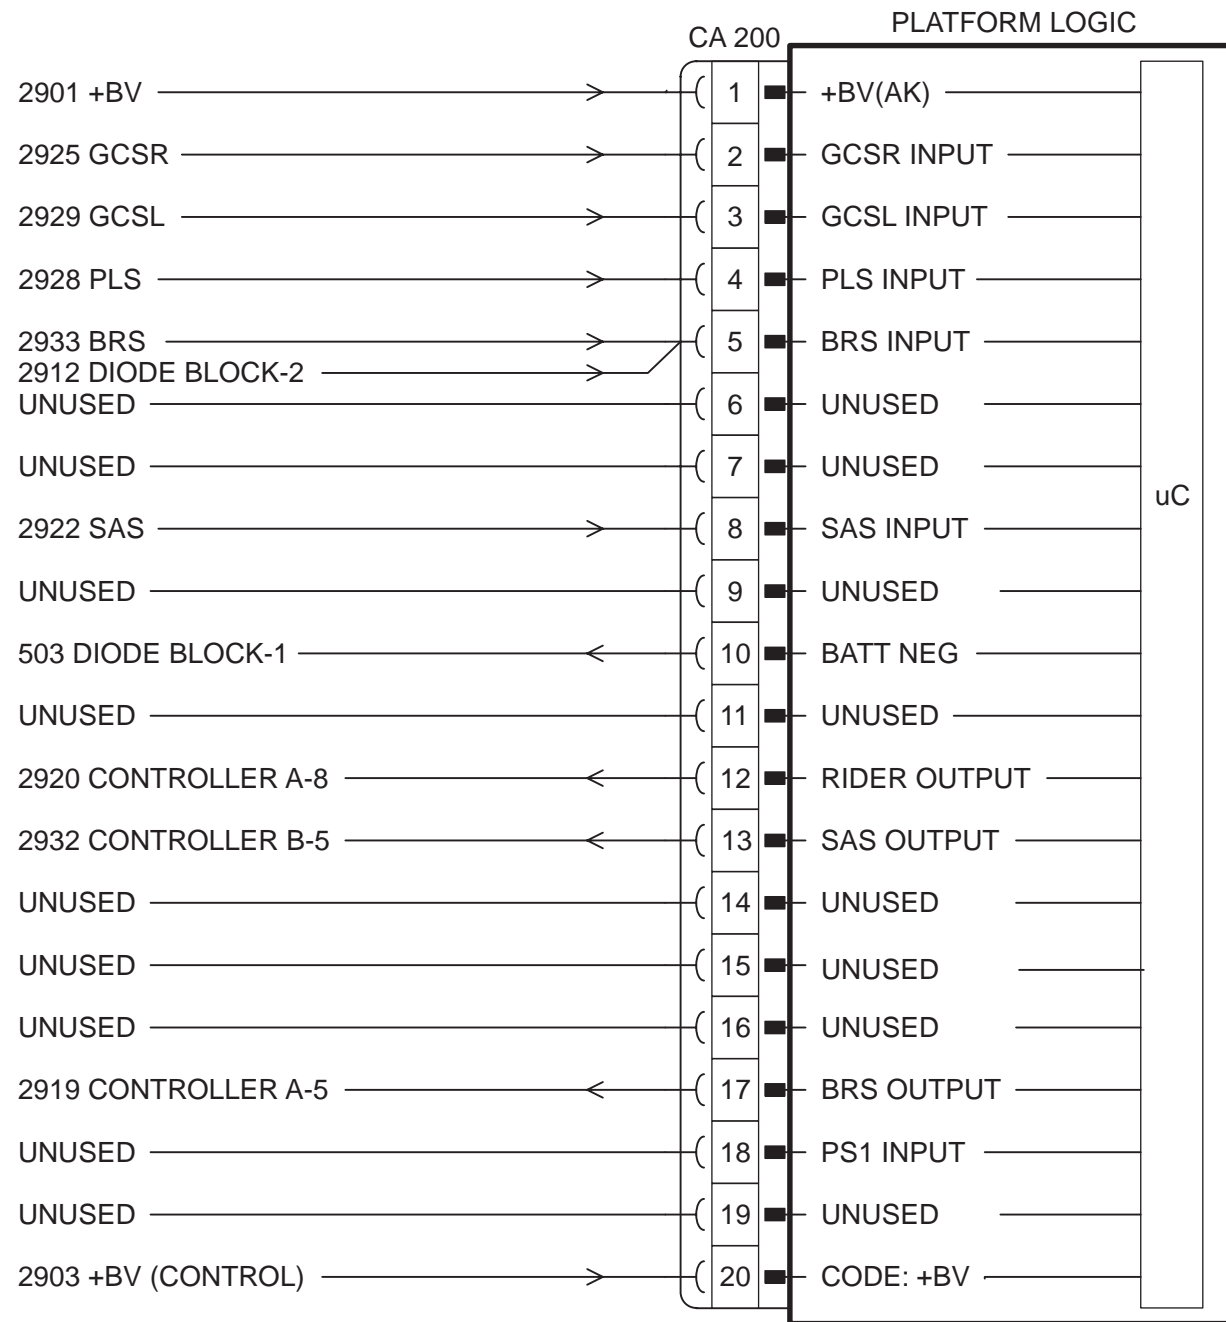 PLATFORM LOGIC
CA 200
2901 +BV 1 +BV(AK)
2925 GCSR 2 GCSR INPUT
2929 GCSL 3 GCSL INPUT
2928 PLS 4 PLS INPUT
2933 BRS 5 BRS INPUT
2912 DIODE BLOCK-2
UNUSED 6 UNUSED
UNUSED 7 UNUSED
uC
2922 SAS 8 SAS INPUT
UNUSED 9 UNUSED
503 DIODE BLOCK-1 10 BATT NEG
UNUSED 11 UNUSED
2920 CONTROLLER A-8 12 RIDER OUTPUT
2932 CONTROLLER B-5 13 SAS OUTPUT
UNUSED 14 UNUSED
UNUSED 15 UNUSED
UNUSED 16 UNUSED
2919 CONTROLLER A-5 17 BRS OUTPUT
UNUSED 18 PS1 INPUT
UNUSED 19 UNUSED
2903 +BV (CONTROL) 20 CODE: +BV